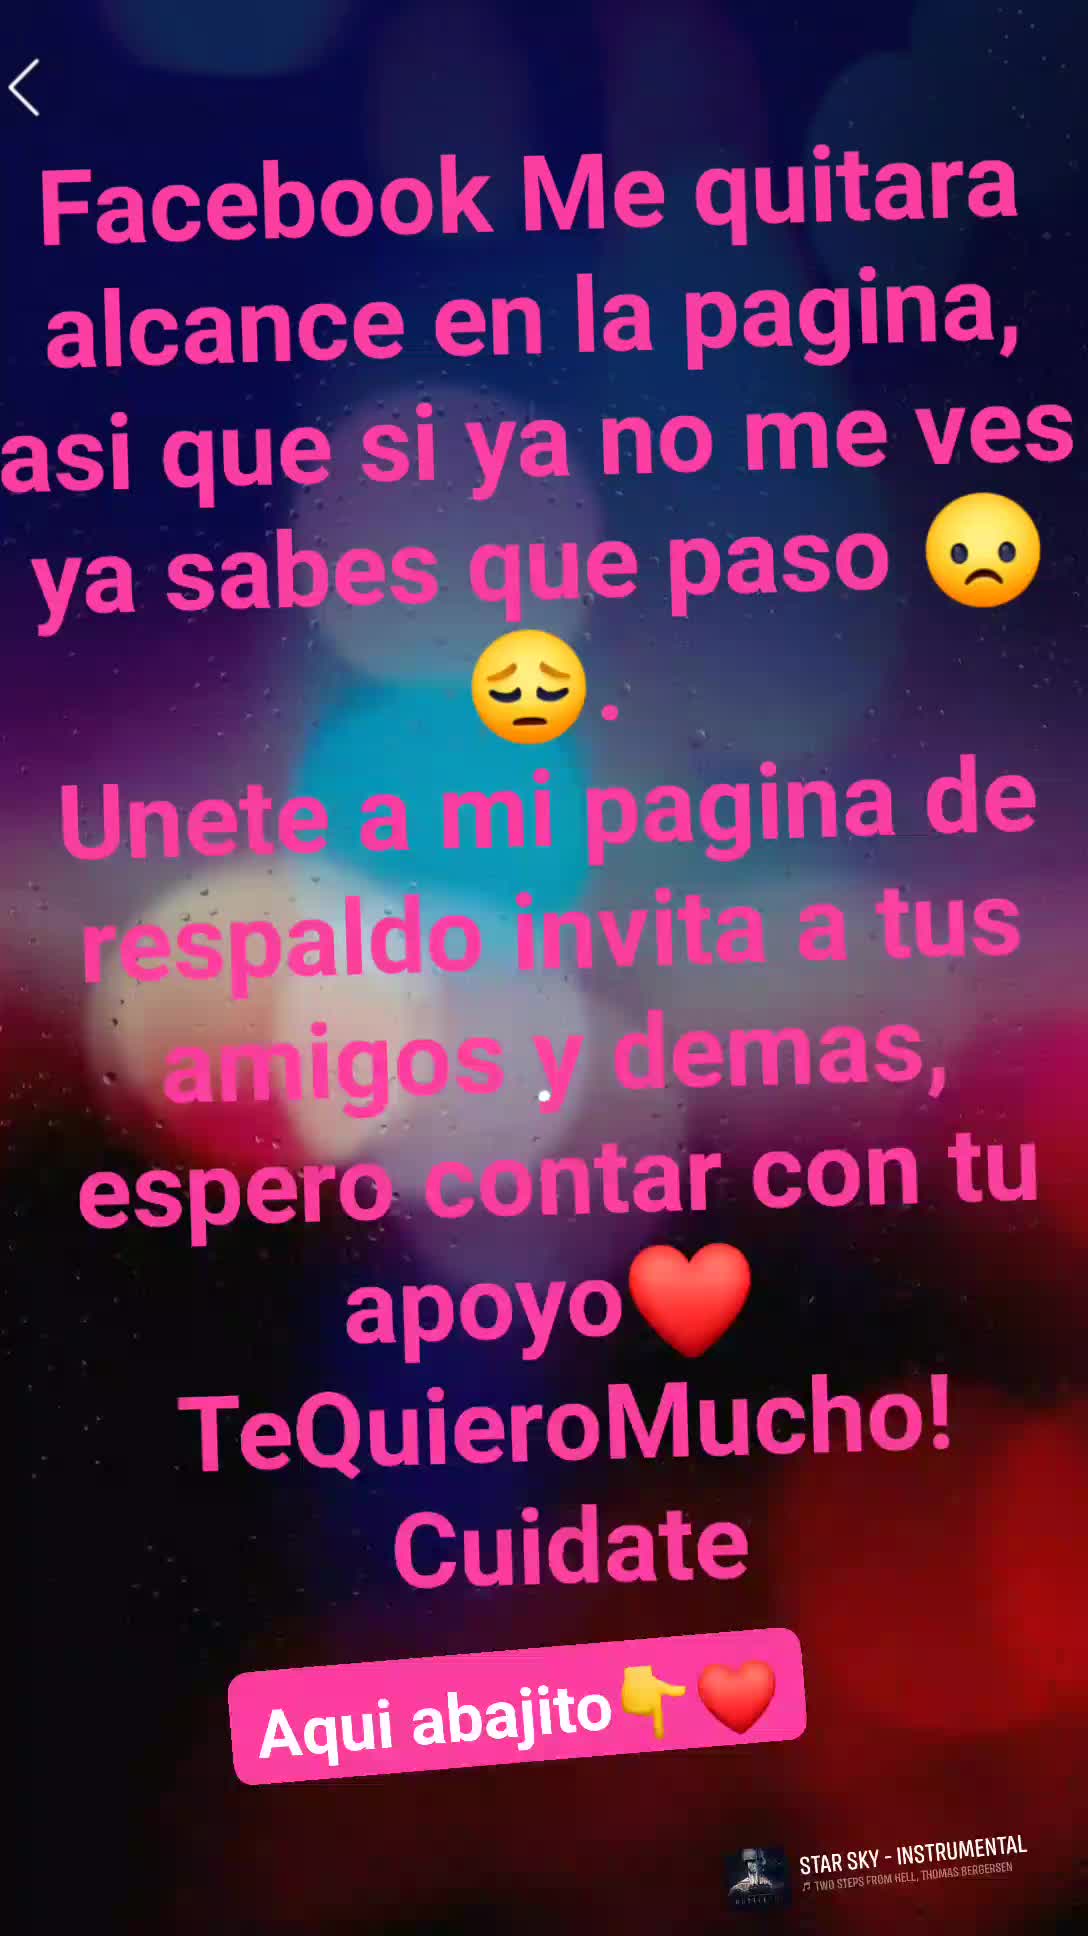 Facebook Me quitara
alcance en la pagina,
asi que si ya no me ves
ya sabes que paso 🙁
😔.
Unete a mi pagina de
respaldo invita a tus
amigos y demas,
espero contar con tu
apoyo❤️
TeQuieroMucho!
Cuidate
Aqui abajito👇❤️
STAR SKY - INSTRUMENTAL
♫ TWO STEPS FROM HELL, THOMAS BERGERSEN